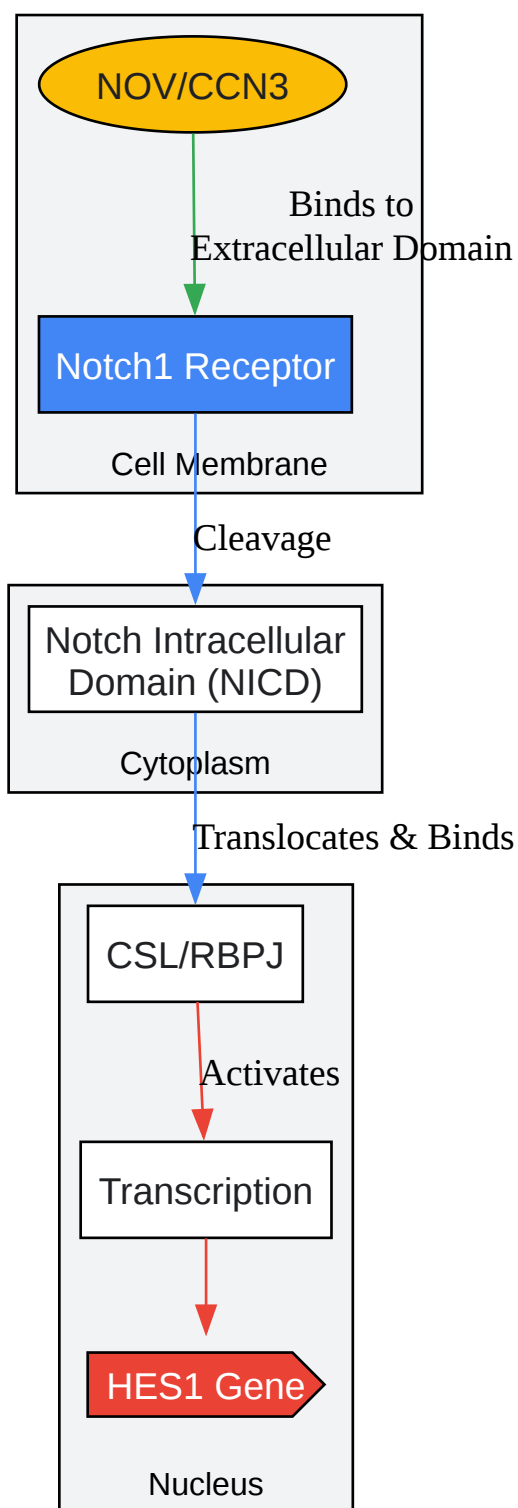 NOV/CCN3
Binds to
Extracellular Domain
Notch1 Receptor
Cell Membrane
Cleavage
Notch Intracellular
Domain (NICD)
Cytoplasm
Translocates & Binds
CSL/RBPJ
Activates
Transcription
HES1 Gene
Nucleus